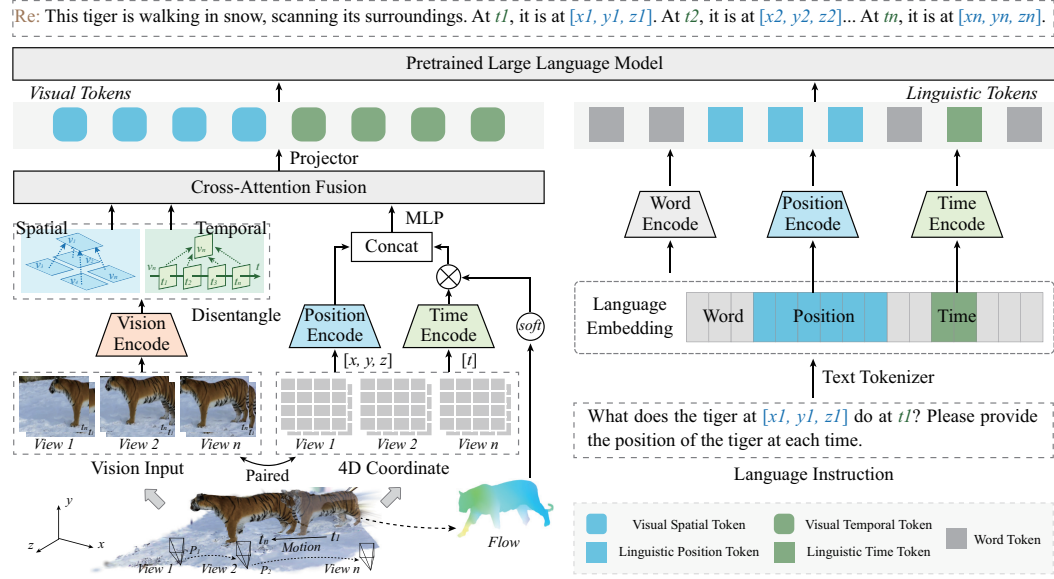 Re: This tiger is walking in snow, scanning its surroundings. At t1, it is at [x1, y1, z1]. At t2, it is at [x2, y2, z2]... At tn, it is at [xn, yn, zn].
Pretrained Large Language Model
Visual Tokens
Linguistic Tokens
Projector
Cross-Attention Fusion
Spatial
Temporal
Disentangle
MLP
Concat
soft
Vision
Encode
Position
Encode
Time
Encode
[x, y, z]
[t]
View 1
View 2
View n
View 1
View 2
View n
Vision Input
Paired
4D Coordinate
y
z
x
View 1
P1
View 2
P2
View n
tn
Motion
t1
Flow
Word
Encode
Position
Encode
Time
Encode
Language
Embedding
Word
Position
Time
Text Tokenizer
What does the tiger at [x1, y1, z1] do at t1? Please provide
the position of the tiger at each time.
Language Instruction
Visual Spatial Token
Visual Temporal Token
Word Token
Linguistic Position Token
Linguistic Time Token